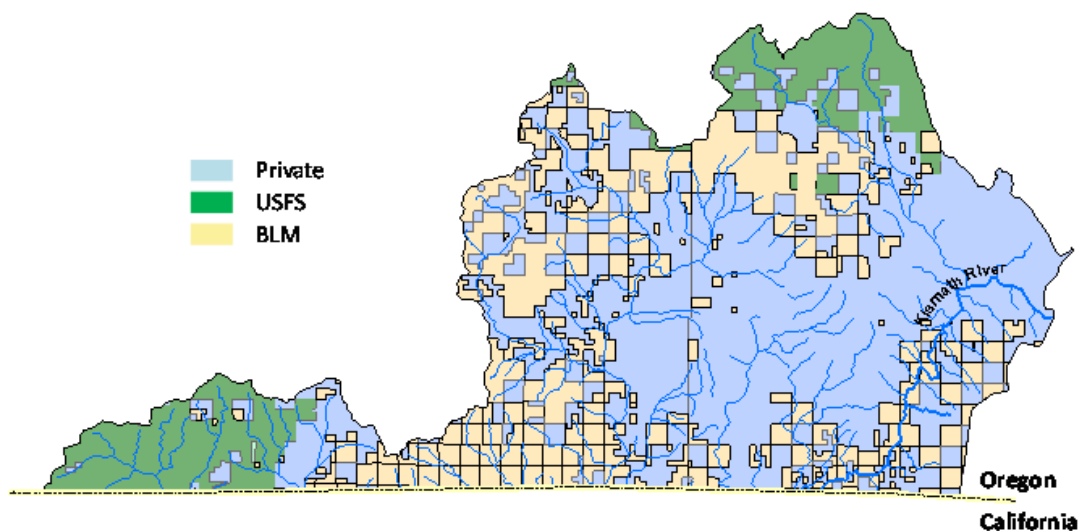 Private
USFS
BLM
Klamath River
Oregon
California